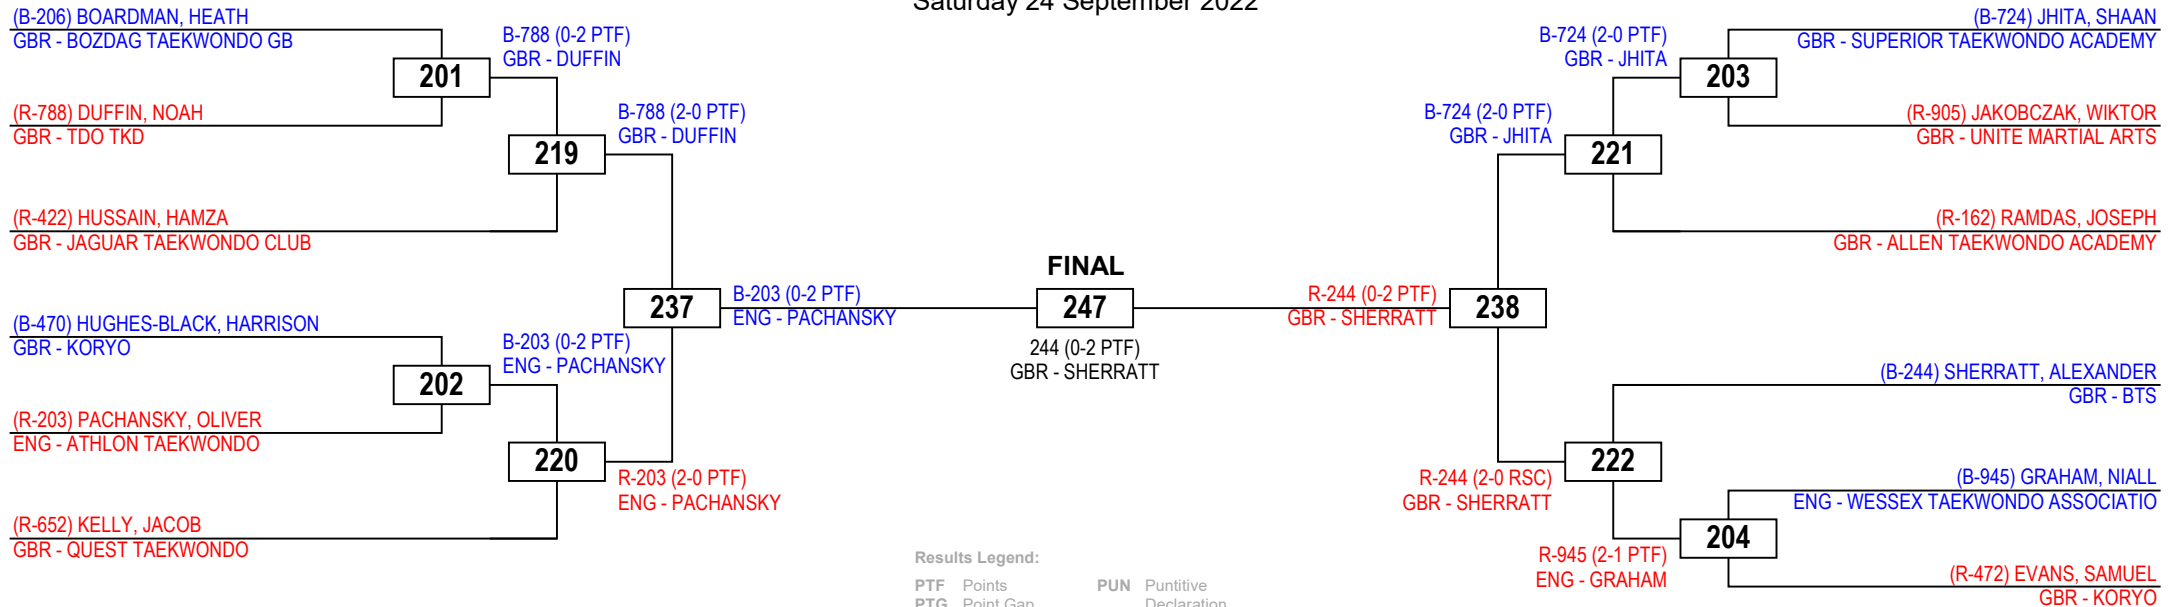 Saturday 24 September 2022
(B-206) BOARDMAN, HEATH
GBR - BOZDAG TAEKWONDO GB
201
(R-788) DUFFIN, NOAH
GBR - TDO TKD
B-788 (0-2 PTF)
GBR - DUFFIN
219
(R-422) HUSSAIN, HAMZA
GBR - JAGUAR TAEKWONDO CLUB
B-788 (2-0 PTF)
GBR - DUFFIN
237
(B-470) HUGHES-BLACK, HARRISON
GBR - KORYO
202
(R-203) PACHANSKY, OLIVER
ENG - ATHLON TAEKWONDO
B-203 (0-2 PTF)
ENG - PACHANSKY
220
(R-652) KELLY, JACOB
GBR - QUEST TAEKWONDO
R-203 (2-0 PTF)
ENG - PACHANSKY
B-203 (0-2 PTF)
ENG - PACHANSKY
FINAL
247
244 (0-2 PTF)
GBR - SHERRATT
R-244 (0-2 PTF)
GBR - SHERRATT
238
B-724 (2-0 PTF)
GBR - JHITA
221
B-724 (2-0 PTF)
GBR - JHITA
203
(B-724) JHITA, SHAAN
GBR - SUPERIOR TAEKWONDO ACADEMY
(R-905) JAKOBCZAK, WIKTOR
GBR - UNITE MARTIAL ARTS
(R-162) RAMDAS, JOSEPH
GBR - ALLEN TAEKWONDO ACADEMY
R-244 (2-0 RSC)
GBR - SHERRATT
222
(B-244) SHERRATT, ALEXANDER
GBR - BTS
(B-945) GRAHAM, NIALL
ENG - WESSEX TAEKWONDO ASSOCIATIO
204
R-945 (2-1 PTF)
ENG - GRAHAM
(R-472) EVANS, SAMUEL
GBR - KORYO
Results Legend:
PTF Points PUN Puntitive
PTG Point Gap Declaration